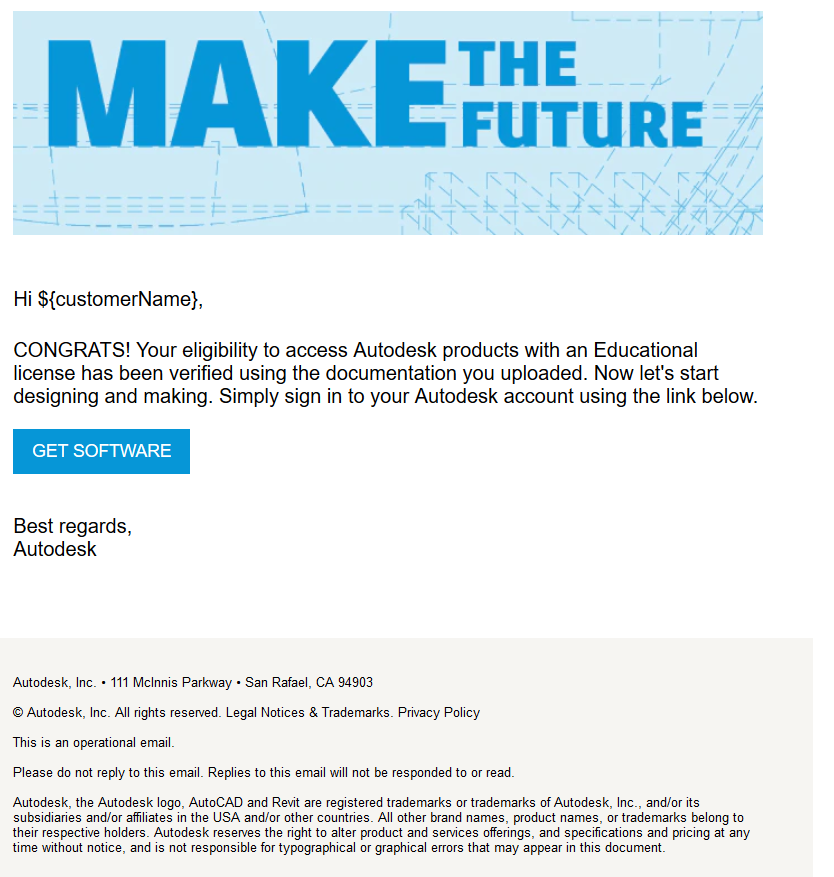 MAKE THE
FUTURE
Hi ${customerName},
CONGRATS! Your eligibility to access Autodesk products with an Educational
license has been verified using the documentation you uploaded. Now let's start
designing and making. Simply sign in to your Autodesk account using the link below.
GET SOFTWARE
Best regards,
Autodesk
Autodesk, Inc. • 111 McInnis Parkway • San Rafael, CA 94903
© Autodesk, Inc. All rights reserved. Legal Notices & Trademarks. Privacy Policy
This is an operational email.
Please do not reply to this email. Replies to this email will not be responded to or read.
Autodesk, the Autodesk logo, AutoCAD and Revit are registered trademarks or trademarks of Autodesk, Inc., and/or its
subsidiaries and/or affiliates in the USA and/or other countries. All other brand names, product names, or trademarks belong to
their respective holders. Autodesk reserves the right to alter product and services offerings, and specifications and pricing at any
time without notice, and is not responsible for typographical or graphical errors that may appear in this document.